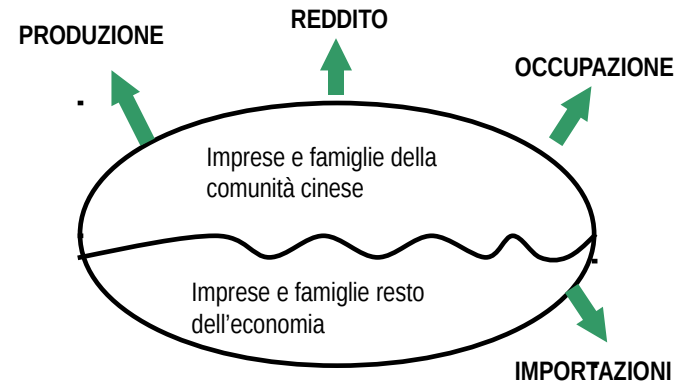 REDDITO
PRODUZIONE
OCCUPAZIONE
Imprese e famiglie della
comunità cinese
Imprese e famiglie resto
dell'economia
IMPORTAZIONI